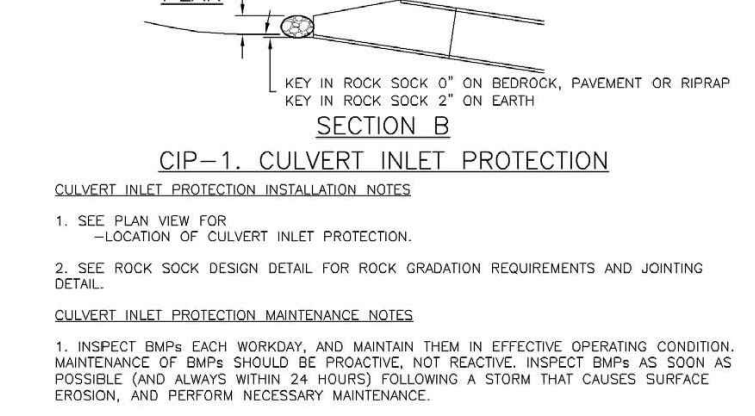 KEY IN ROCK SOCK 0" ON BEDROCK, PAVEMENT OR RIPRAP
KEY IN ROCK SOCK 2" ON EARTH
SECTION B
CIP-1. CULVERT INLET PROTECTION
CULVERT INLET PROTECTION INSTALLATION NOTES
1. SEE PLAN VIEW FOR
-LOCATION OF CULVERT INLET PROTECTION.
2. SEE ROCK SOCK DESIGN DETAIL FOR ROCK GRADATION REQUIREMENTS AND JOINTING
DETAIL.
CULVERT INLET PROTECTION MAINTENANCE NOTES
1. INSPECT BMPs EACH WORKDAY, AND MAINTAIN THEM IN EFFECTIVE OPERATING CONDITION.
MAINTENANCE OF BMPs SHOULD BE PROACTIVE, NOT REACTIVE. INSPECT BMPs AS SOON AS
POSSIBLE (AND ALWAYS WITHIN 24 HOURS) FOLLOWING A STORM THAT CAUSES SURFACE
EROSION, AND PERFORM NECESSARY MAINTENANCE.